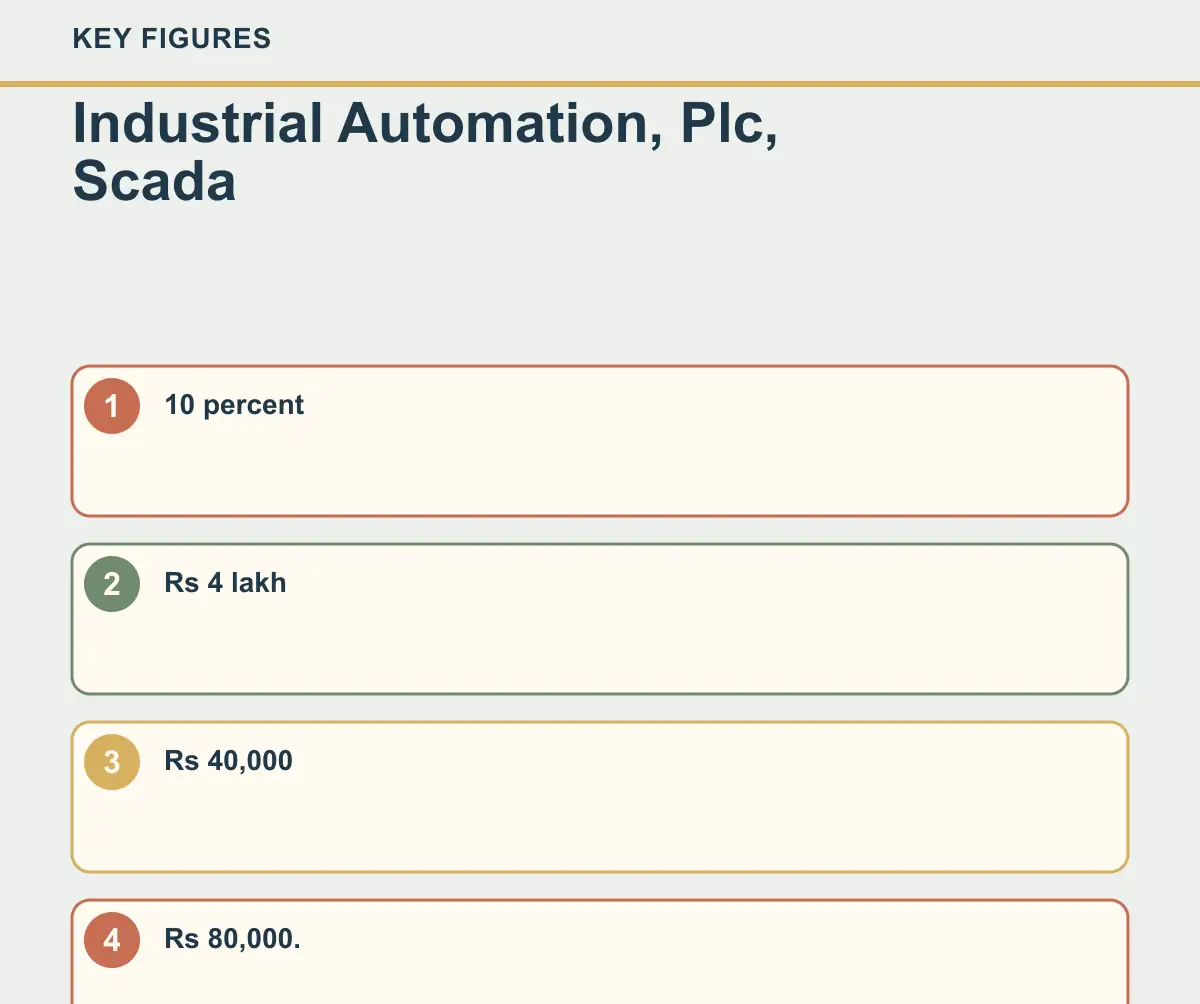 KEY FIGURES
Industrial Automation, Plc,
Scada
1 10 percent
2 Rs 4 lakh
3 Rs 40,000
4 Rs 80,000.